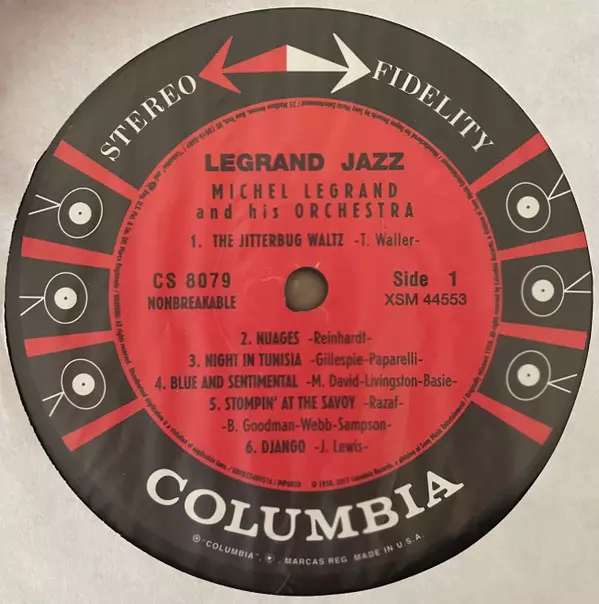 STEREO FIDELITY
LEGRAND JAZZ
MICHEL LEGRAND
and his ORCHESTRA
1. THE JITTERBUG WALTZ -T. Waller-
CS 8079
NONBREAKABLE
Side 1
XSM 44553
2. NUAGES -Reinhardt-
3. NIGHT IN TUNISIA -Gillespie-Paparelli-
4. BLUE AND SENTIMENTAL -M. David-Livingston-Basie-
5. STOMPIN' AT THE SAVOY -Razaf-
-B. Goodman-Webb-Sampson-
6. DJANGO -J. Lewis-
COLUMBIA
℗"COLUMBIA", MARCAS REG. MADE IN U.S.A.